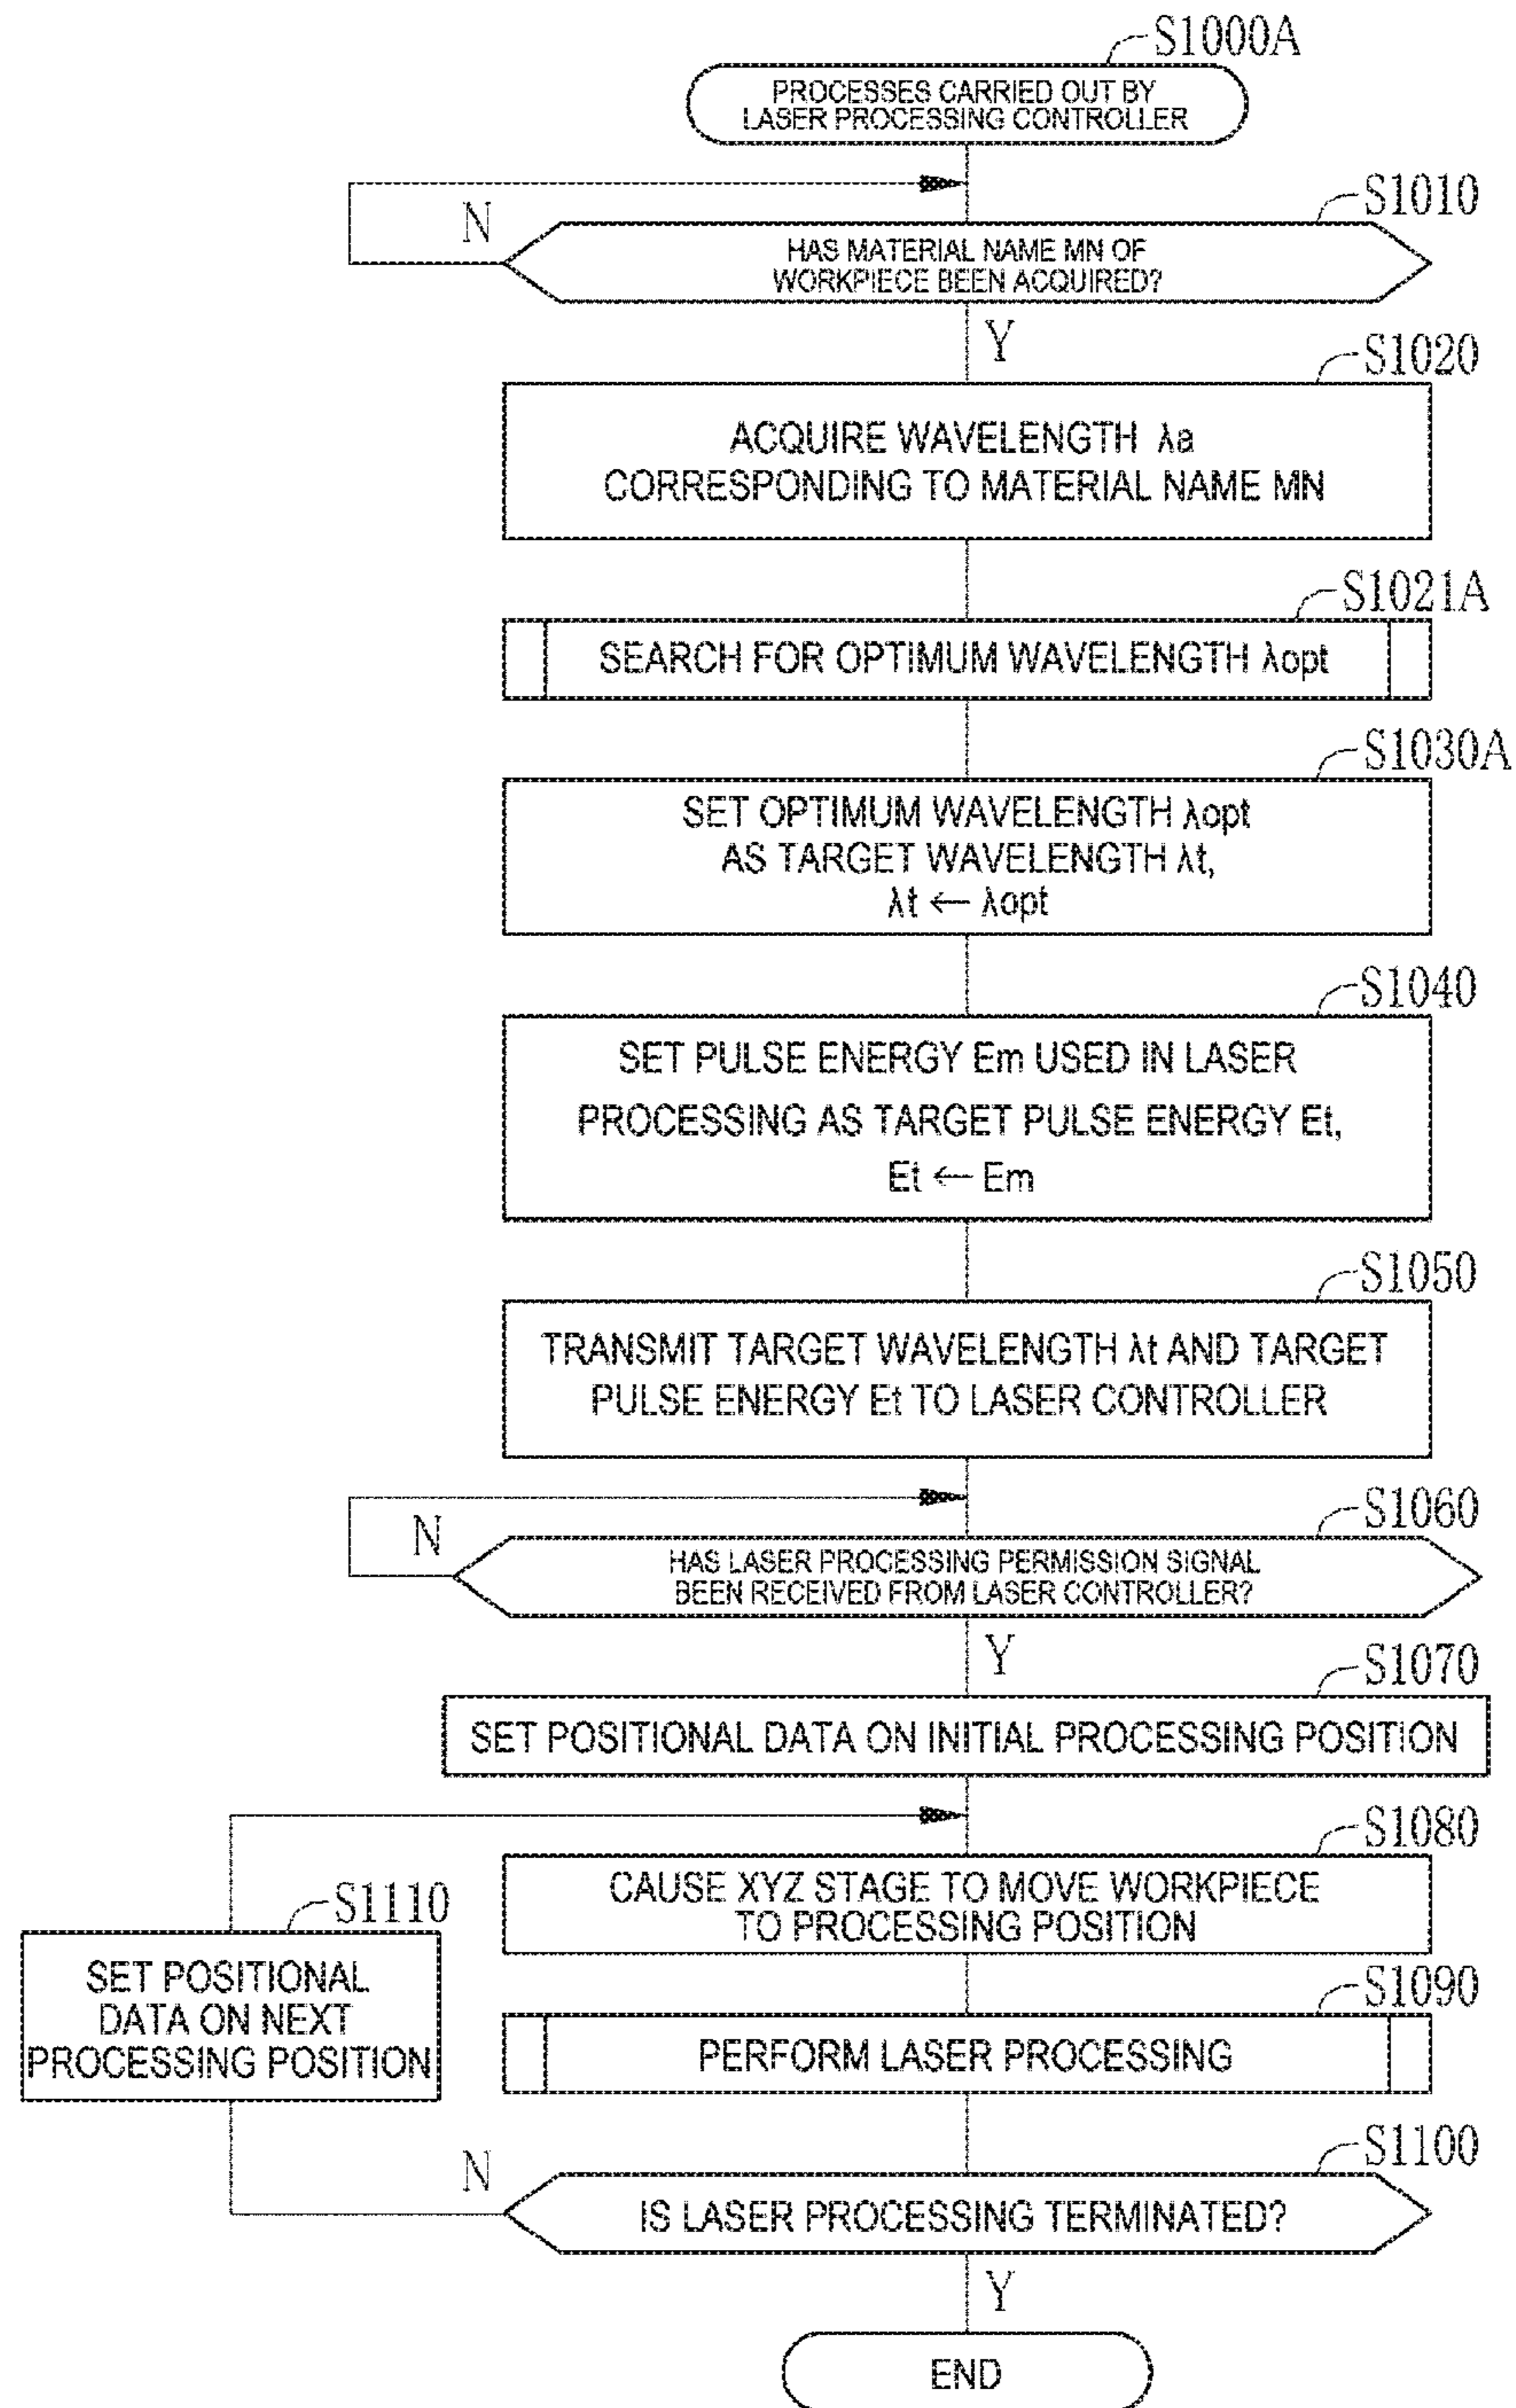 S1000A
PROCESSES CARRIED OUT BY
LASER PROCESSING CONTROLLER
S1010
N
HAS MATERIAL NAME MN OF
WORKPIECE BEEN ACQUIRED?
Y
S1020
ACQUIRE WAVELENGTH λa
CORRESPONDING TO MATERIAL NAME MN
S1021A
SEARCH FOR OPTIMUM WAVELENGTH λopt
S1030A
SET OPTIMUM WAVELENGTH λopt
AS TARGET WAVELENGTH λt,
λt ← λopt
S1040
SET PULSE ENERGY Em USED IN LASER
PROCESSING AS TARGET PULSE ENERGY Et,
Et ← Em
S1050
TRANSMIT TARGET WAVELENGTH λt AND TARGET
PULSE ENERGY Et TO LASER CONTROLLER
S1060
N
HAS LASER PROCESSING PERMISSION SIGNAL
BEEN RECEIVED FROM LASER CONTROLLER?
Y
S1070
SET POSITIONAL DATA ON INITIAL PROCESSING POSITION
S1080
CAUSE XYZ STAGE TO MOVE WORKPIECE
TO PROCESSING POSITION
S1110
SET POSITIONAL
DATA ON NEXT
PROCESSING POSITION
S1090
PERFORM LASER PROCESSING
S1100
N
IS LASER PROCESSING TERMINATED?
Y
END